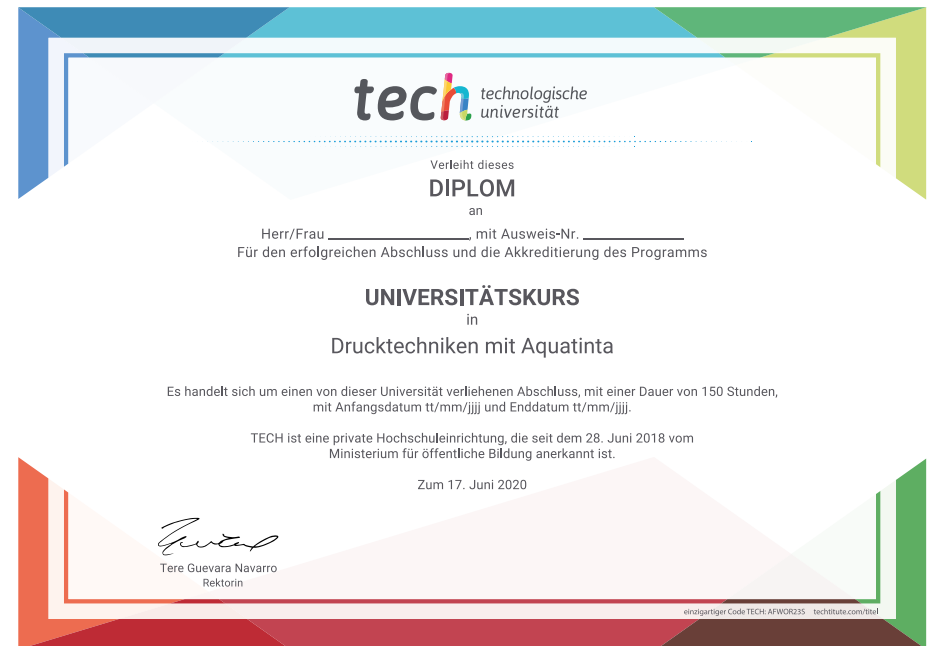 tech technologische
universität
Verleiht dieses
DIPLOM
an
Herr/Frau ________________, mit Ausweis-Nr. ____________
Für den erfolgreichen Abschluss und die Akkreditierung des Programms
UNIVERSITÄTSKURS
in
Drucktechniken mit Aquatinta
Es handelt sich um einen von dieser Universität verliehenen Abschluss, mit einer Dauer von 150 Stunden,
mit Anfangsdatum tt/mm/jjjj und Enddatum tt/mm/jjjj.
TECH ist eine private Hochschuleinrichtung, die seit dem 28. Juni 2018 vom
Ministerium für öffentliche Bildung anerkannt ist.
Zum 17. Juni 2020
Tere Guevara Navarro
Rektorin
einzigartiger Code TECH: AFWOR23S techtitute.com/titel